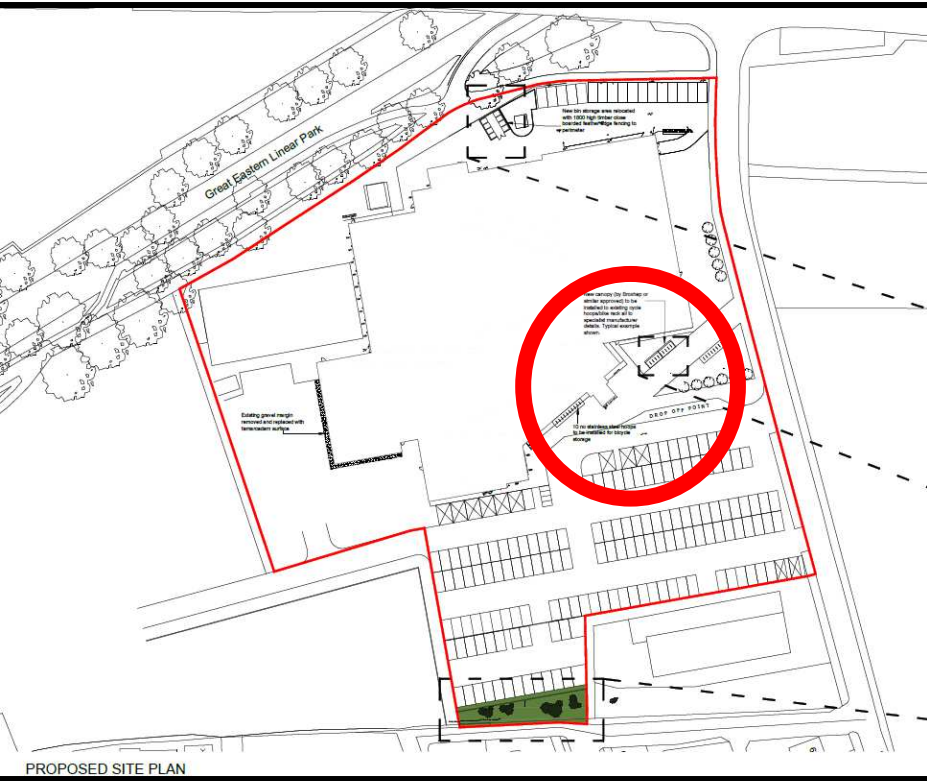 Great Eastern Linear Park
New bin storage area relocated
with 1800 high timber close
boarded feather edge fencing to
perimeter
New canopy (by Broxhep or
similar approved) to be
installed to existing cycle
hoops/bike rack all to
specialist manufacturer
details. Typical example
shown.
DROP OFF POINT
Existing gravel margin
removed and replaced with
tarmacadam surface
10 no stainless steel hoops
to be installed for bicycle
storage
PROPOSED SITE PLAN